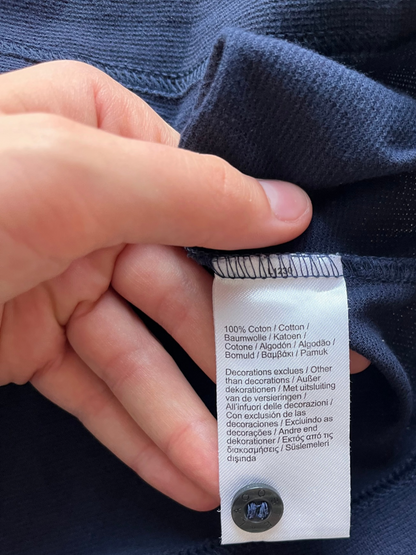 100% Coton / Cotton /
Baumwolle / Katoen /
Cotone / Algodón / Algodão /
Bomuld / Βαμβάκι / Pamuk
Decorations exclues / Other
than decorations / Außer
dekorationen / Met uitsluiting
van de versieringen /
All'infuori delle decorazioni /
Con exclusión de las
decoraciones / Excluindo as
decorações / Andre end
dekorationer / Εκτός από τις
διακοσμήσεις / Süslemeleri
dışında